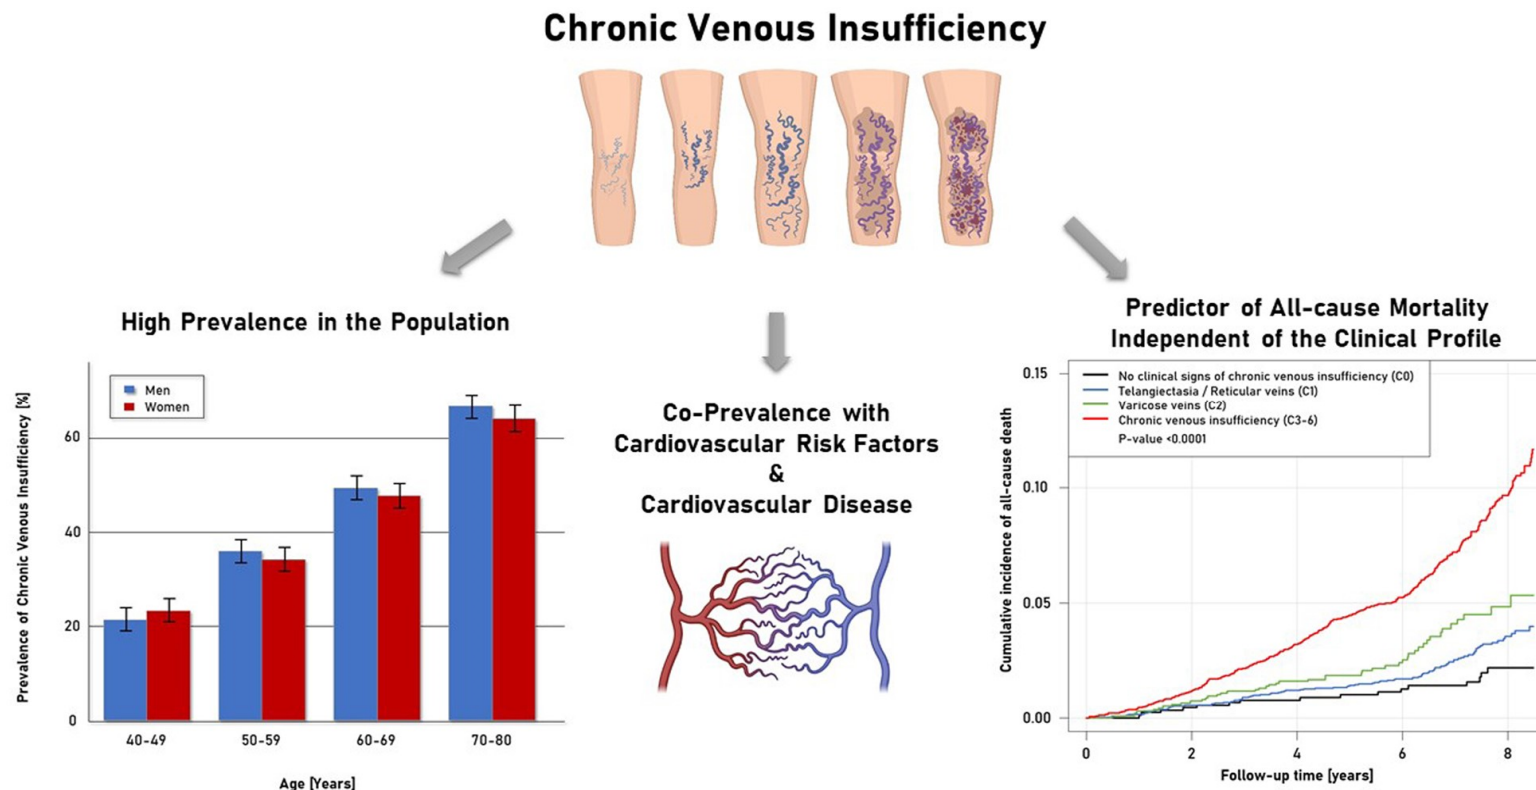 Chronic Venous Insufficiency
High Prevalence in the Population
Prevalence of Chronic Venous Insufficiency [%]
Men
Women
60
40
20
0
40-49
50-59
60-69
70-80
Age [Years]
Co-Prevalence with
Cardiovascular Risk Factors
&
Cardiovascular Disease
Predictor of All-cause Mortality
Independent of the Clinical Profile
Cumulative incidence of all-cause death
No clinical signs of chronic venous insufficiency (C0)
Telangiectasia / Reticular veins (C1)
Varicose veins (C2)
Chronic venous insufficiency (C3-6)
P-value <0.0001
0.15
0.10
0.05
0.00
0
2
4
6
8
Follow-up time [years]